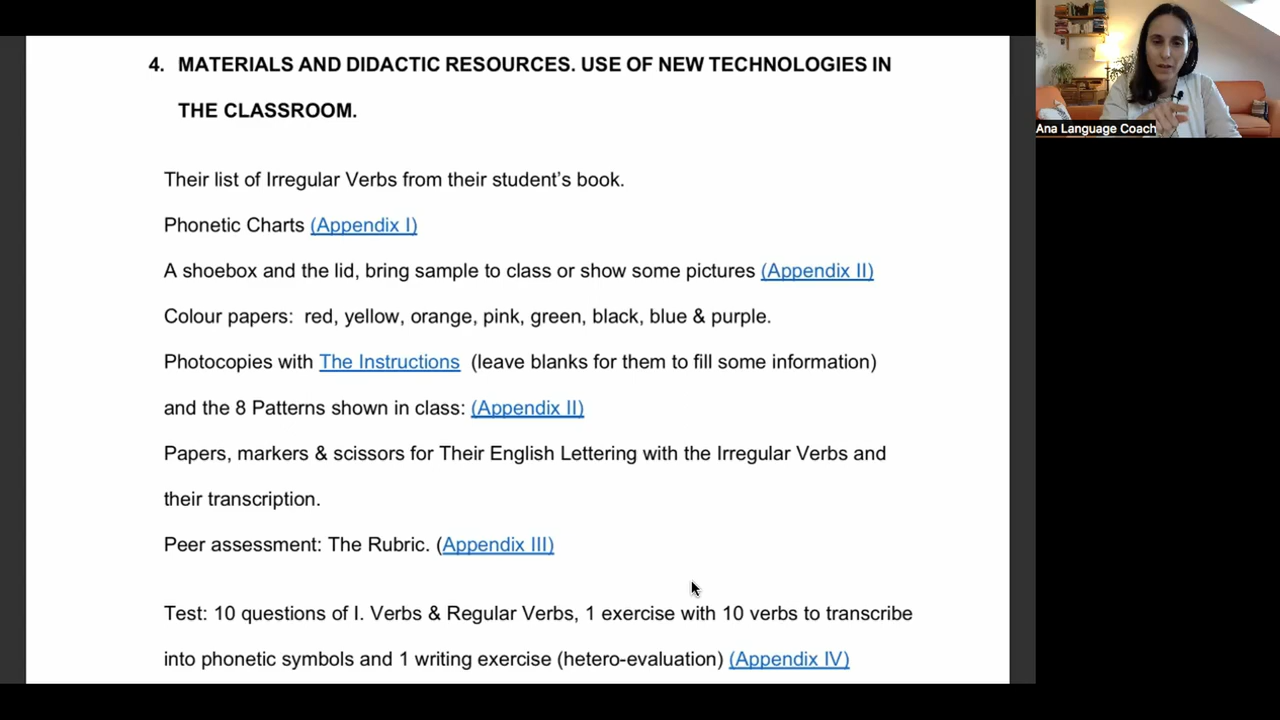 4. MATERIALS AND DIDACTIC RESOURCES. USE OF NEW TECHNOLOGIES IN
THE CLASSROOM.
Their list of Irregular Verbs from their student’s book.
Phonetic Charts (Appendix I)
A shoebox and the lid, bring sample to class or show some pictures (Appendix II)
Colour papers:  red, yellow, orange, pink, green, black, blue & purple.
Photocopies with The Instructions  (leave blanks for them to fill some information)
and the 8 Patterns shown in class: (Appendix II)
Papers, markers & scissors for Their English Lettering with the Irregular Verbs and
their transcription.
Peer assessment: The Rubric. (Appendix III)
Test: 10 questions of I. Verbs & Regular Verbs, 1 exercise with 10 verbs to transcribe
into phonetic symbols and 1 writing exercise (hetero-evaluation) (Appendix IV)
Ana Language Coach